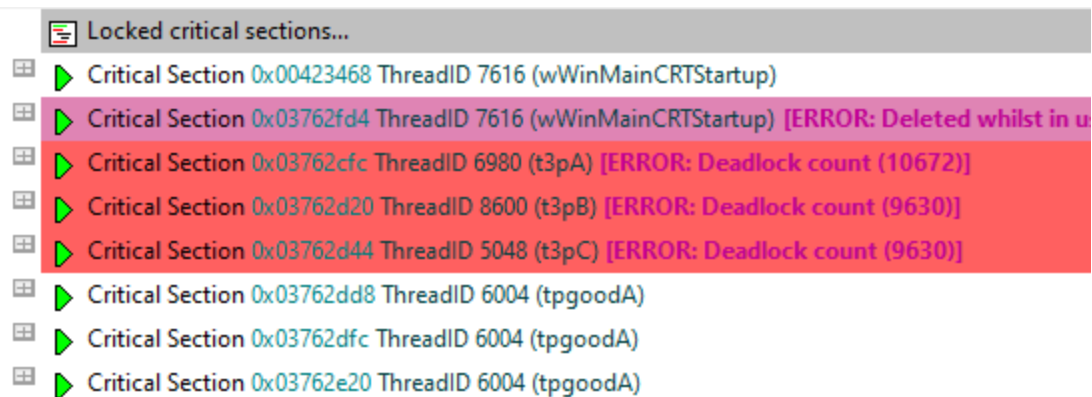 Locked critical sections...
Critical Section 0x00423468 ThreadID 7616 (wWinMainCRTStartup)
Critical Section 0x03762fd4 ThreadID 7616 (wWinMainCRTStartup) [ERROR: Deleted whilst in
Critical Section 0x03762cfc ThreadID 6980 (t3pA) [ERROR: Deadlock count (10672)]
Critical Section 0x03762d20 ThreadID 8600 (t3pB) [ERROR: Deadlock count (9630)]
Critical Section 0x03762d44 ThreadID 5048 (t3pC) [ERROR: Deadlock count (9630)]
Critical Section 0x03762dd8 ThreadID 6004 (tpgoodA)
Critical Section 0x03762dfc ThreadID 6004 (tpgoodA)
Critical Section 0x03762e20 ThreadID 6004 (tpgoodA)